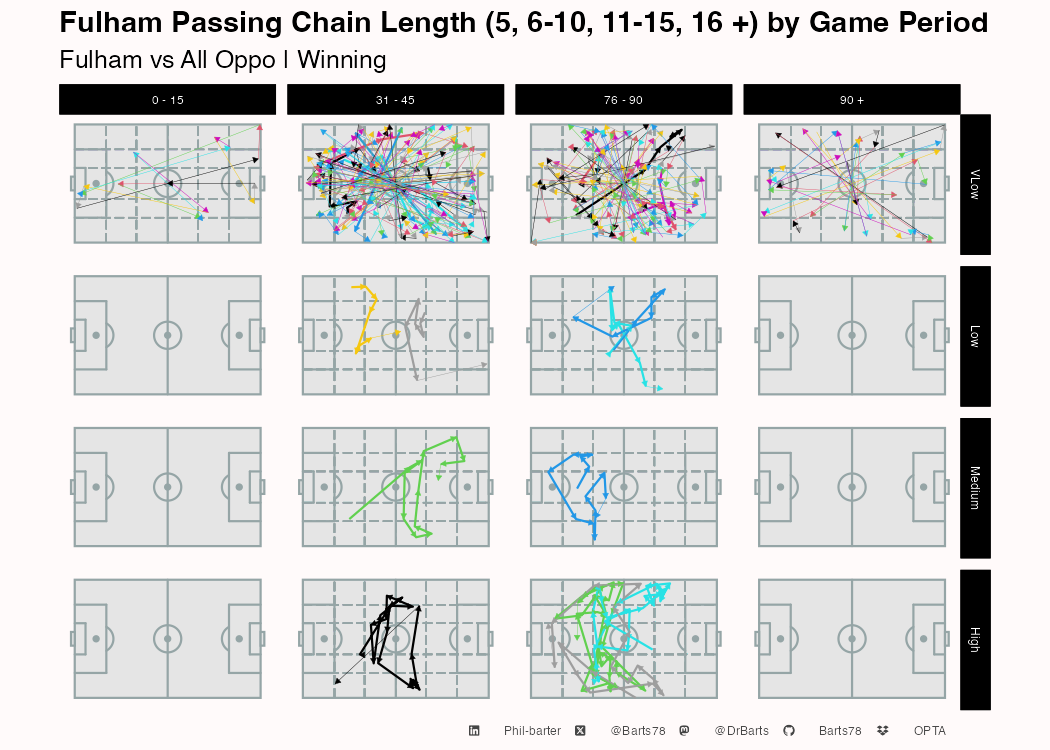 Fulham Passing Chain Length (5, 6-10, 11-15, 16 +) by Game Period
Fulham vs All Oppo | Winning
0 - 15 31 - 45 76 - 90 90 +
VLow
Low
Medium
High
Phil-barter @Barts78 @DrBarts Barts78 OPTA